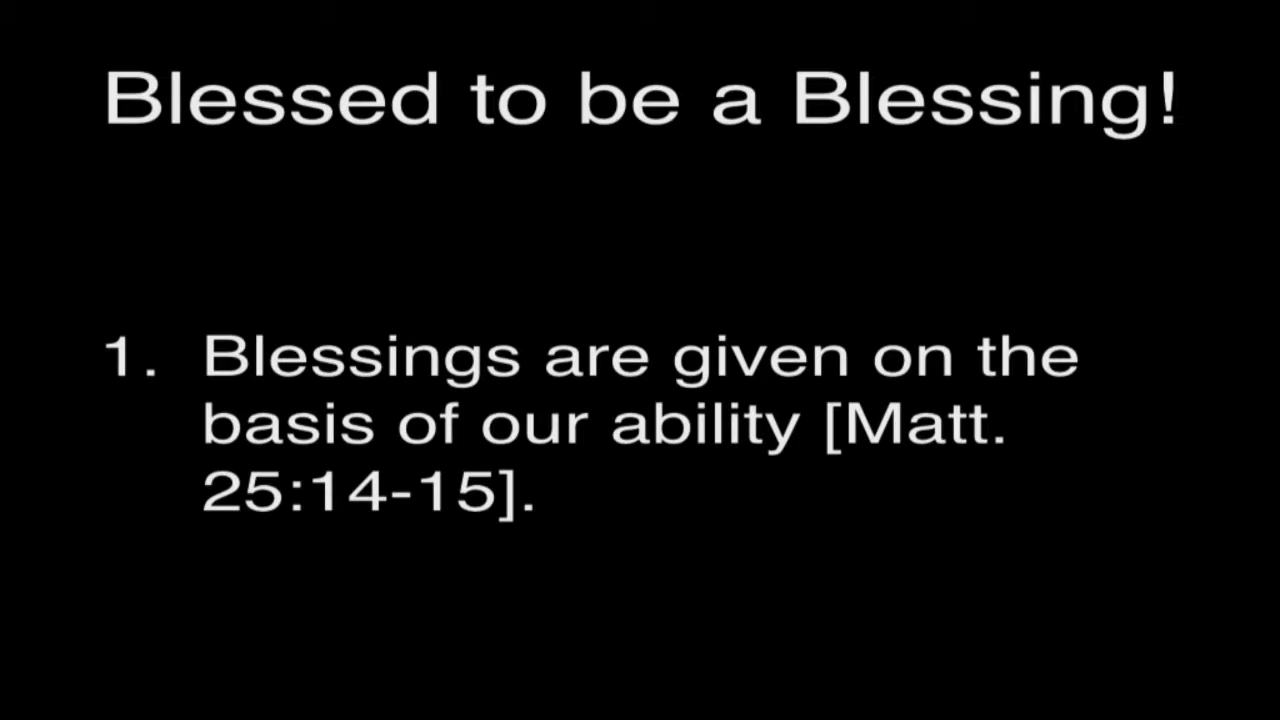 Blessed to be a Blessing!
1. Blessings are given on the
basis of our ability [Matt.
25:14-15].